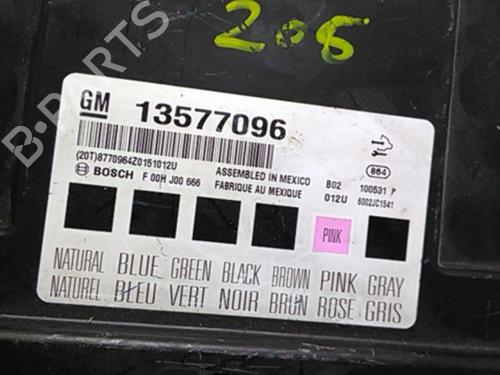 206
B-PARTS
GM 13577096
(20T)8770964Z0151012U
BOSCH F 00H J00 666
ASSEMBLED IN MEXICO
FABRIQUE AU MEXIQUE
B02
012U
864
100531 P
6002JC1541
PINK
NATURAL BLUE GREEN BLACK BROWN PINK GRAY
NATUREL BLEU VERT NOIR BRUN ROSE GRIS